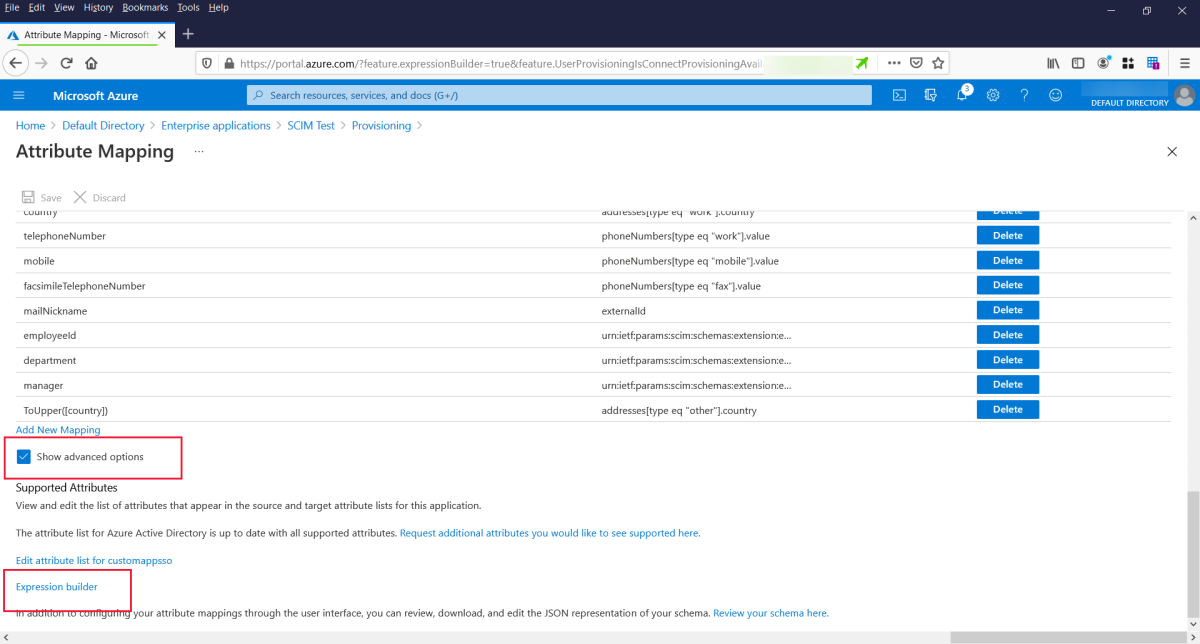 File Edit View History Bookmarks Tools Help
Attribute Mapping - Microsoft
https://portal.azure.com/?feature.expressionBuilder=true&feature.UserProvisioningIsConnectProvisioningAvail
Microsoft Azure
Search resources, services, and docs (G+/)
3
DEFAULT DIRECTORY
Home > Default Directory > Enterprise applications > SCIM Test > Provisioning >
Attribute Mapping ...
Save Discard
country addresses[type eq "work"].country Delete
telephoneNumber phoneNumbers[type eq "work"].value Delete
mobile phoneNumbers[type eq "mobile"].value Delete
facsimileTelephoneNumber phoneNumbers[type eq "fax"].value Delete
mailNickname externalId Delete
employeeId urn:ietf:params:scim:schemas:extension:e... Delete
department urn:ietf:params:scim:schemas:extension:e... Delete
manager urn:ietf:params:scim:schemas:extension:e... Delete
ToUpper([country]) addresses[type eq "other"].country Delete
Add New Mapping
Show advanced options
Supported Attributes
View and edit the list of attributes that appear in the source and target attribute lists for this application.
The attribute list for Azure Active Directory is up to date with all supported attributes. Request additional attributes you would like to see supported here.
Edit attribute list for customappsso
Expression builder
In addition to configuring your attribute mappings through the user interface, you can review, download, and edit the JSON representation of your schema. Review your schema here.